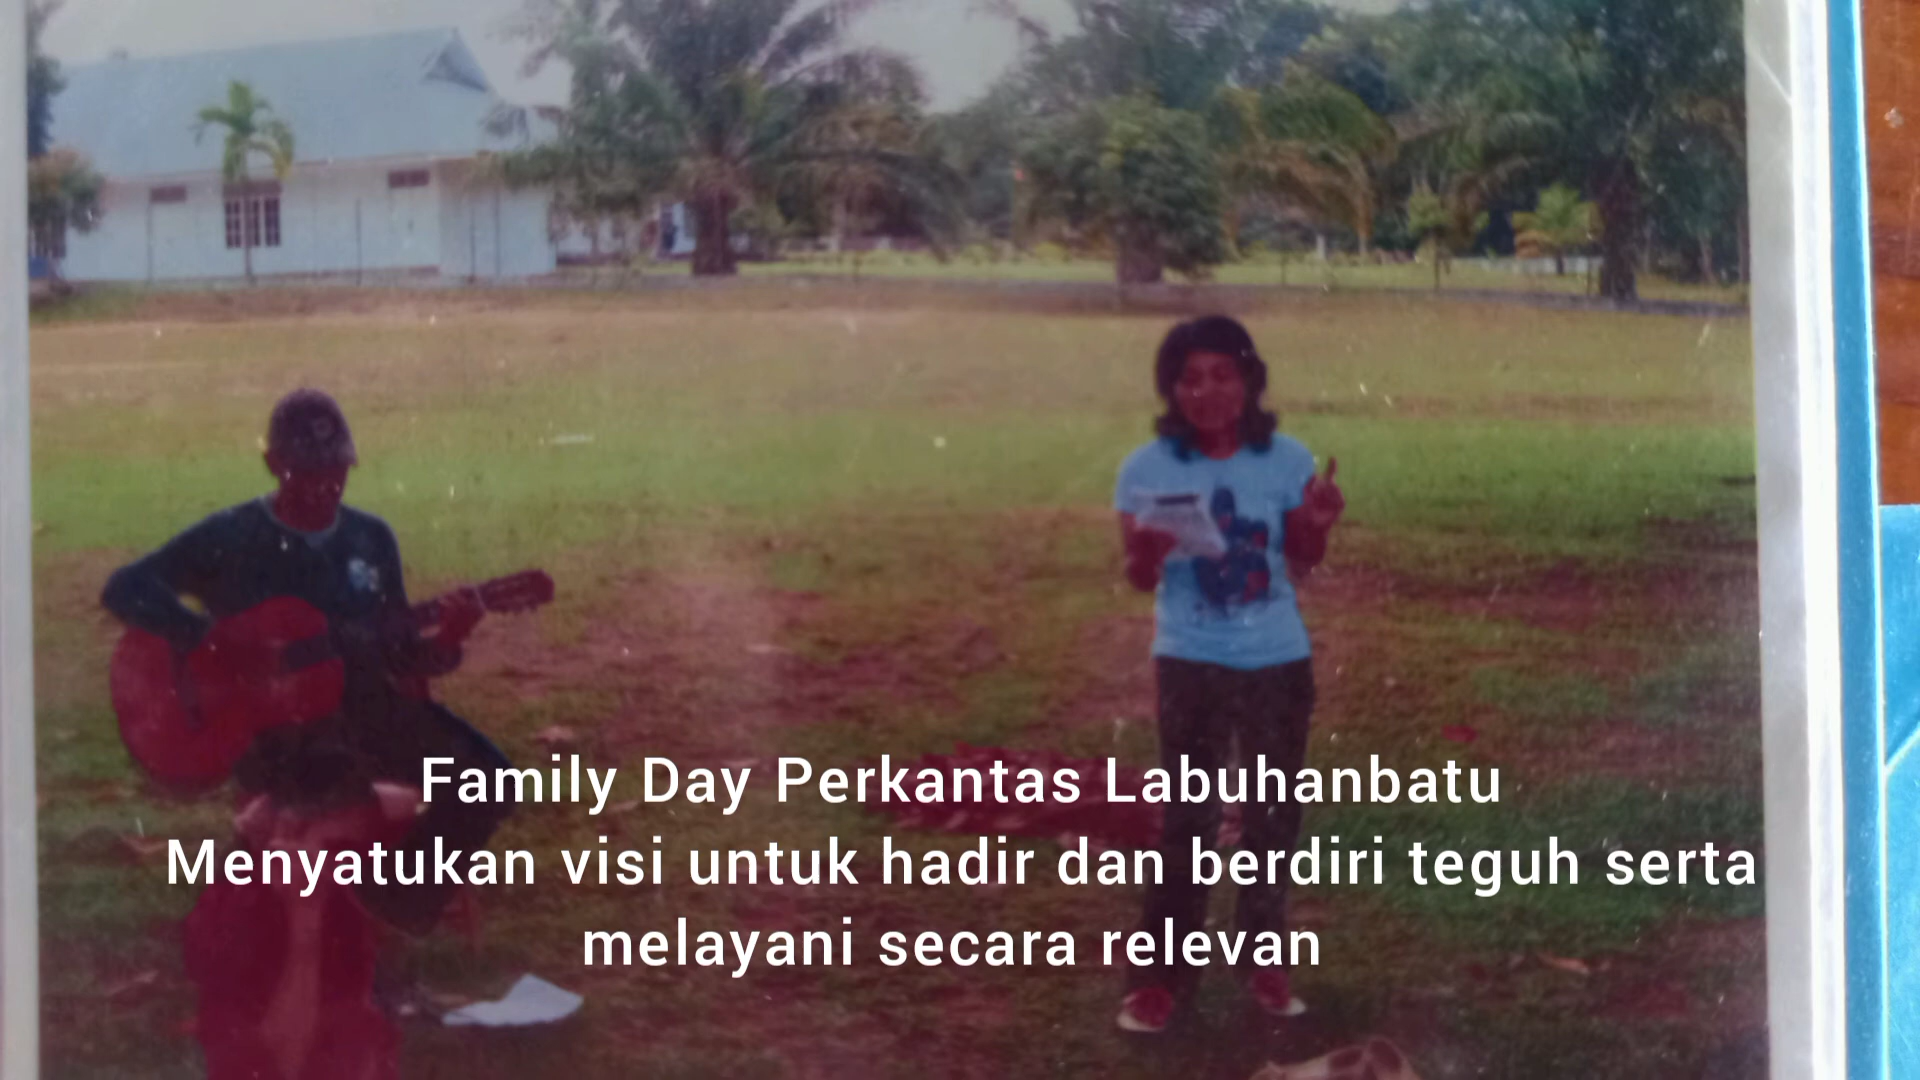 Family Day Perkantas Labuhanbatu
Menyatukan visi untuk hadir dan berdiri teguh serta
melayani secara relevan